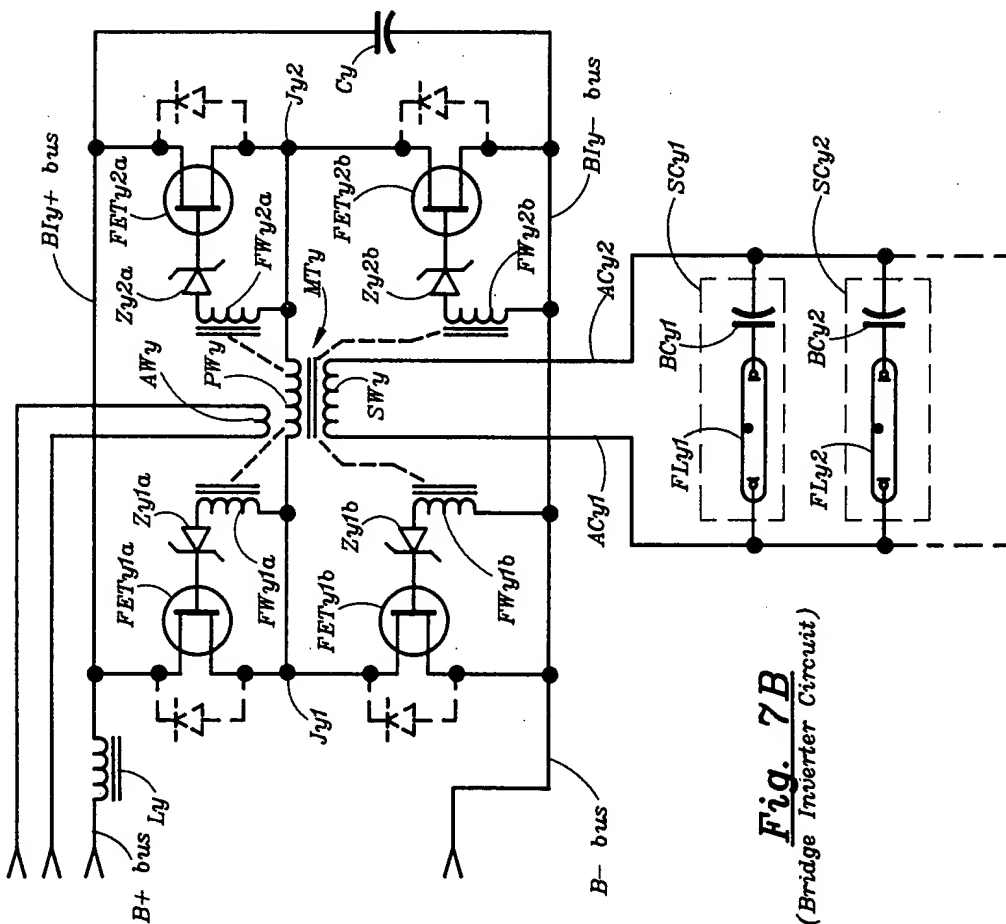 BIy+ bus
FETy2a
Cy
Jy2
Zy2a
FWy2a
MTy
AWy
PWy
FETy2b
Zy2b
FWy2b
BIy- bus
SWy
Zy1a
FETy1a
FWy1a
Zy1b
FETy1b
FWy1b
Jy1
Ly
B+ bus
B- bus
ACy1
ACy2
SCy1
BCy1
FLy1
SCy2
BCy2
FLy2
Fig. 7B
(Bridge Inverter Circuit)